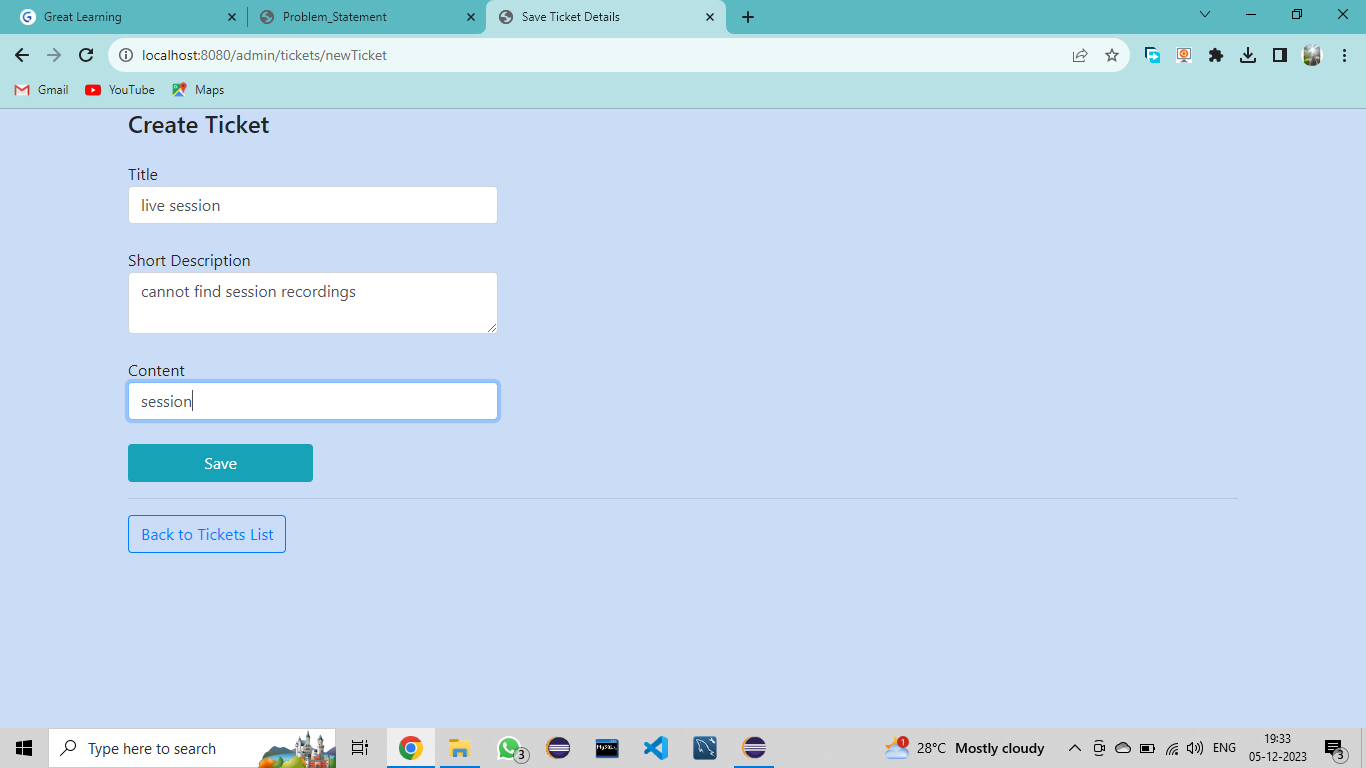 Great Learning
Problem_Statement
Save Ticket Details
localhost:8080/admin/tickets/newTicket
Gmail
YouTube
Maps
Create Ticket
Title
live session
Short Description
cannot find session recordings
Content
session
Save
Back to Tickets List
Type here to search
MySQL
3
1
28°C Mostly cloudy
ENG
19:33
05-12-2023
3